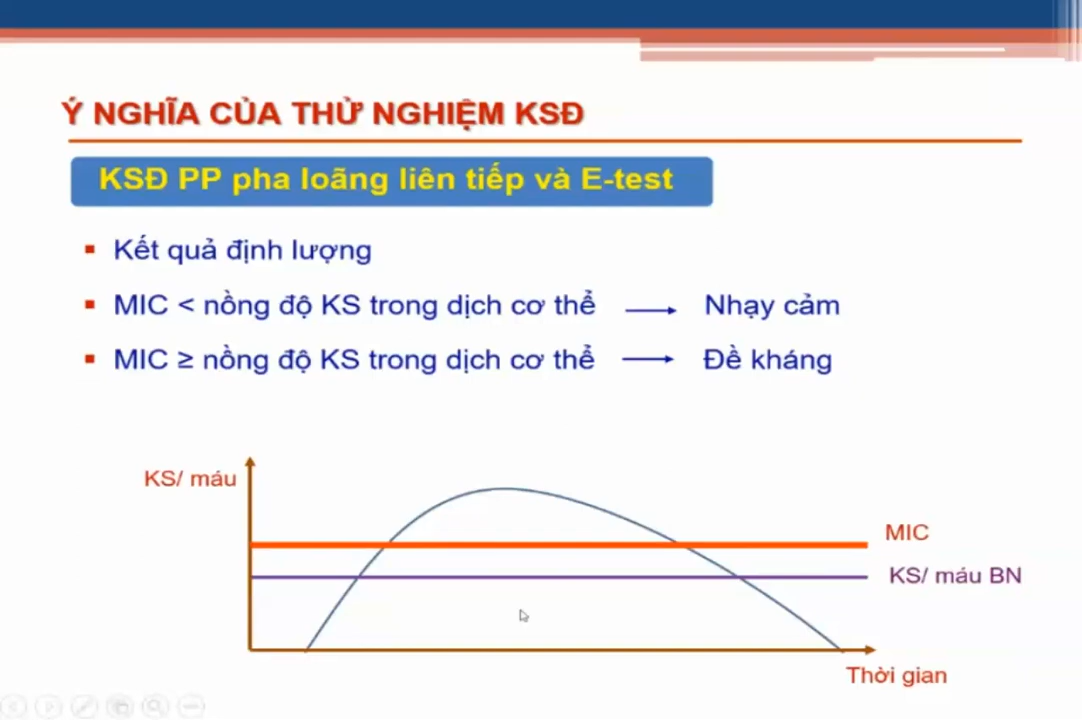 Ý NGHĨA CỦA THỬ NGHIỆM KSĐ
KSĐ PP pha loãng liên tiếp và E-test
Kết quả định lượng
MIC < nồng độ KS trong dịch cơ thể → Nhạy cảm
MIC ≥ nồng độ KS trong dịch cơ thể → Đề kháng
KS/ máu
MIC
KS/ máu BN
Thời gian